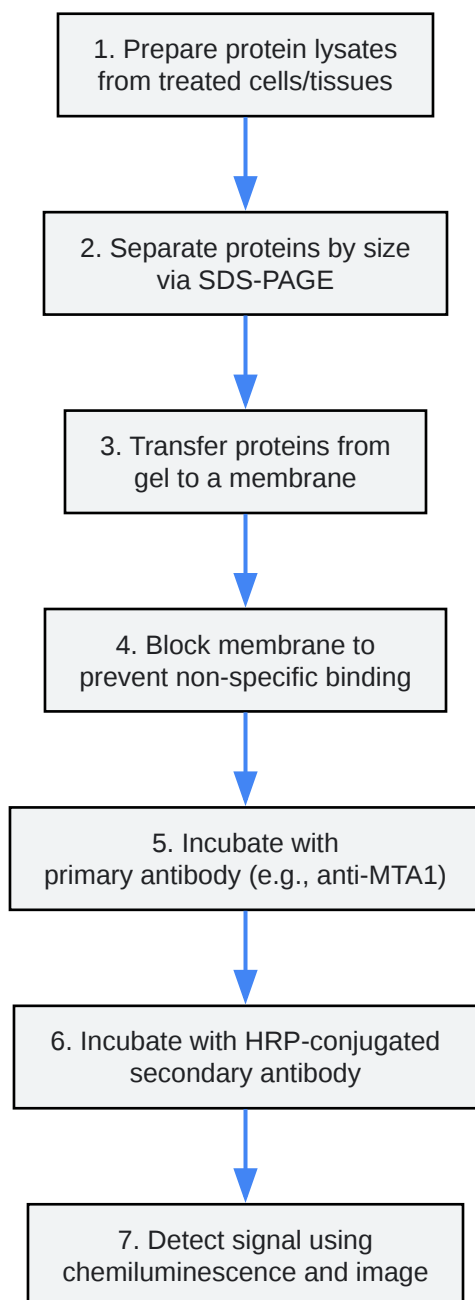 1. Prepare protein lysates
from treated cells/tissues
2. Separate proteins by size
via SDS-PAGE
3. Transfer proteins from
gel to a membrane
4. Block membrane to
prevent non-specific binding
5. Incubate with
primary antibody (e.g., anti-MTA1)
6. Incubate with HRP-conjugated
secondary antibody
7. Detect signal using
chemiluminescence and image